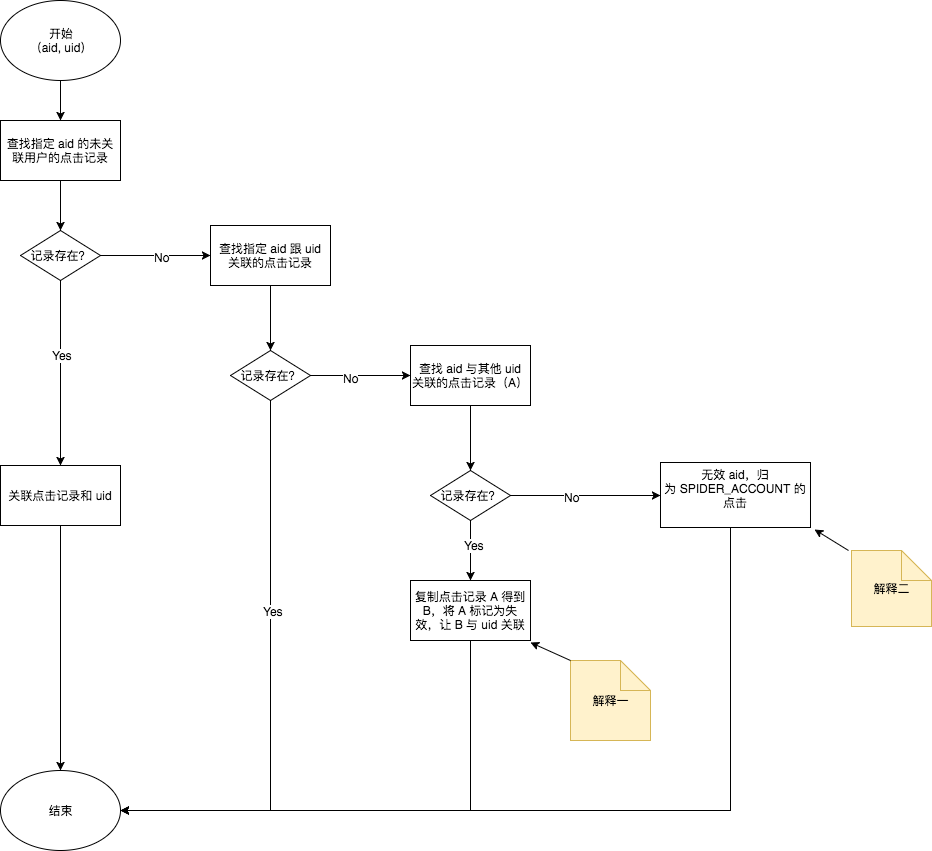 开始
（aid, uid）
查找指定 aid 的未关
联用户的点击记录
记录存在?
No
查找指定 aid 跟 uid
关联的点击记录
Yes
记录存在?
No
查找 aid 与其他 uid
关联的点击记录（A）
关联点击记录和 uid
记录存在?
No
无效 aid，归
为 SPIDER_ACCOUNT 的
点击
Yes
解释二
复制点击记录 A 得到
B，将 A 标记为失
效，让 B 与 uid 关联
Yes
解释一
结束